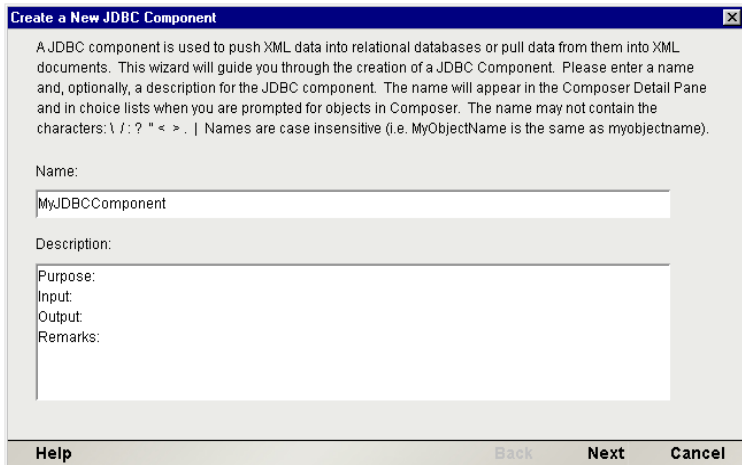 Create a New JDBC Component
A JDBC component is used to push XML data into relational databases or pull data from them into XML
documents. This wizard will guide you through the creation of a JDBC Component. Please enter a name
and, optionally, a description for the JDBC component. The name will appear in the Composer Detail Pane
and in choice lists when you are prompted for objects in Composer. The name may not contain the
characters: \ / : ? " < > . | Names are case insensitive (i.e. MyObjectName is the same as myobjectname).
Name:
MyJDBCComponent
Description:
Purpose:
Input:
Output:
Remarks:
Help Back Next Cancel